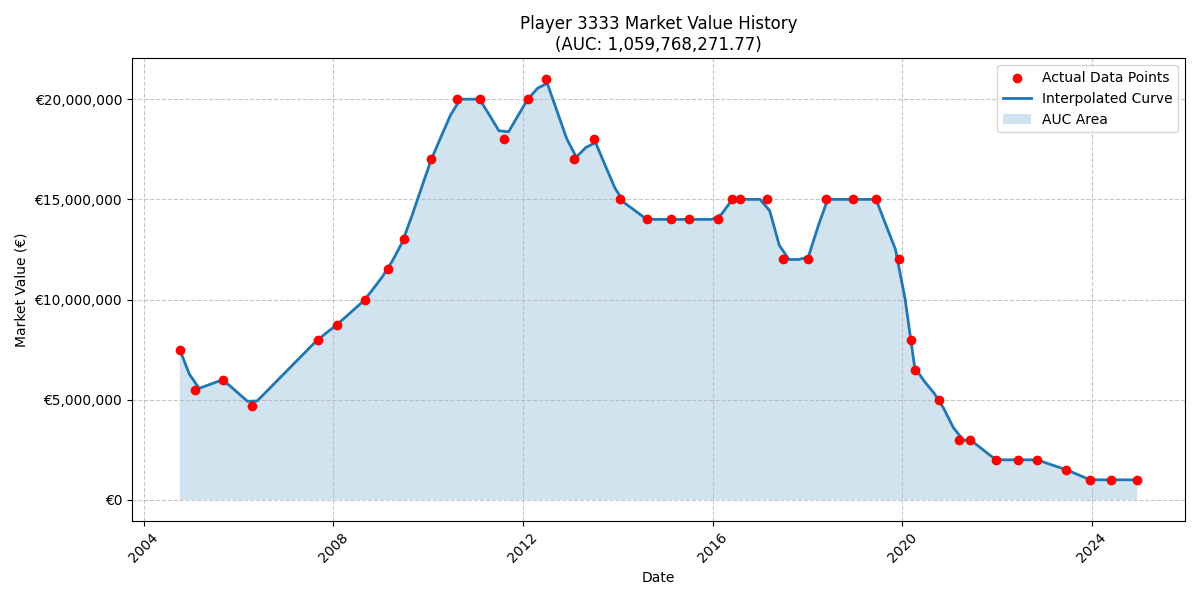 Player 3333 Market Value History
(AUC: 1,059,768,271.77)
Actual Data Points
Interpolated Curve
AUC Area
Market Value (€)
€20,000,000
€15,000,000
€10,000,000
€5,000,000
€0
2004
2008
2012
2016
2020
2024
Date